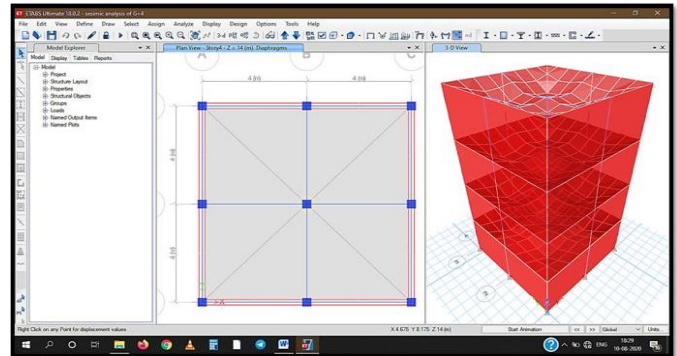 ETABS Ultimate 18.0.2 - seismic analysis of G+4
File Edit View Define Draw Select Assign Analyze Display Design Options Tools Help
Model Explorer
Model Display Tables Reports
Model
Project
Structure Layout
Properties
Structural Objects
Groups
Loads
Named Output Items
Named Plots
Plan View - Story4 - Z = 14 (m) Diaphragms
A B C
4 (m) 4 (m)
4 (m)
4 (m)
X
3-D View
Right Click on any Point for displacement values
X 4.675 Y 8.175 Z 14 (m)
Start Animation << >> Global Units...
ENG 18:29
10-08-2020